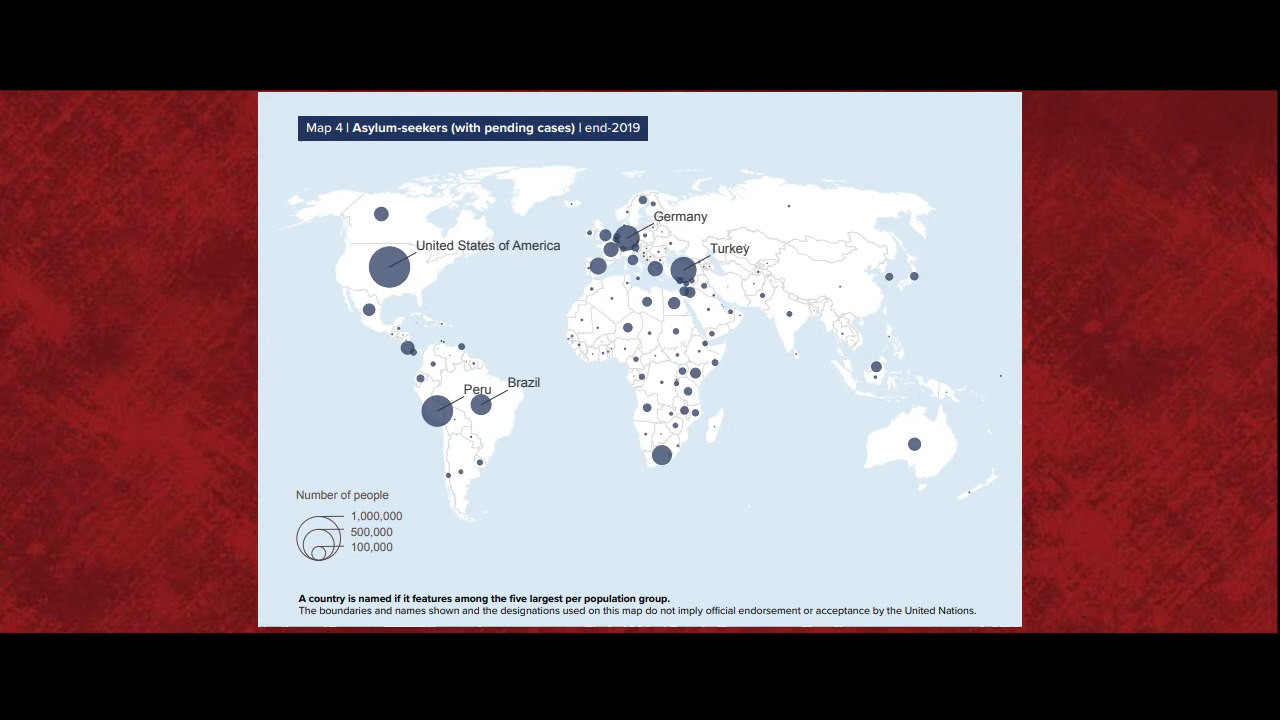 Map 4 | Asylum-seekers (with pending cases) | end-2019
Germany
United States of America
Turkey
Brazil
Peru
Number of people
1,000,000
500,000
100,000
A country is named if it features among the five largest per population group.
The boundaries and names shown and the designations used on this map do not imply official endorsement or acceptance by the United Nations.